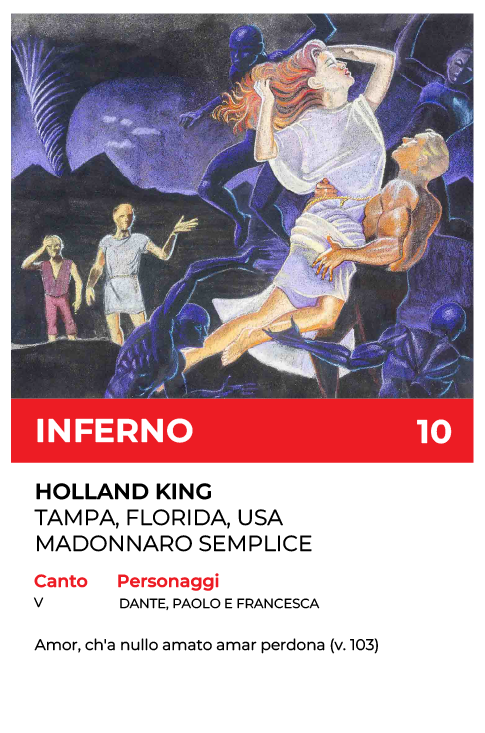 INFERNO 10
HOLLAND KING
TAMPA, FLORIDA, USA
MADONNARO SEMPLICE
Canto Personaggi
V DANTE, PAOLO E FRANCESCA
Amor, ch'a nullo amato amar perdona (v. 103)